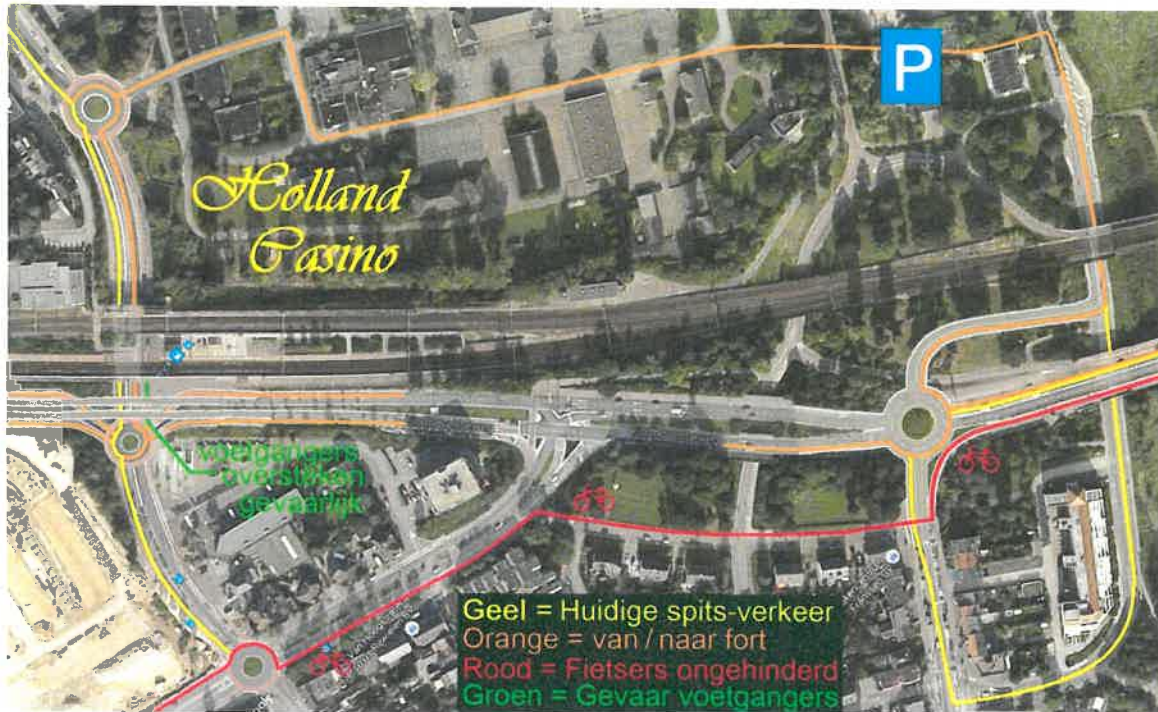 P
Holland
Casino
voetgangers
oversteken
gevaarlijk
Geel = Huidige spits-verkeer
Orange = van / naar fort
Rood = Fietsers ongehinderd
Groen = Gevaar voetgangers